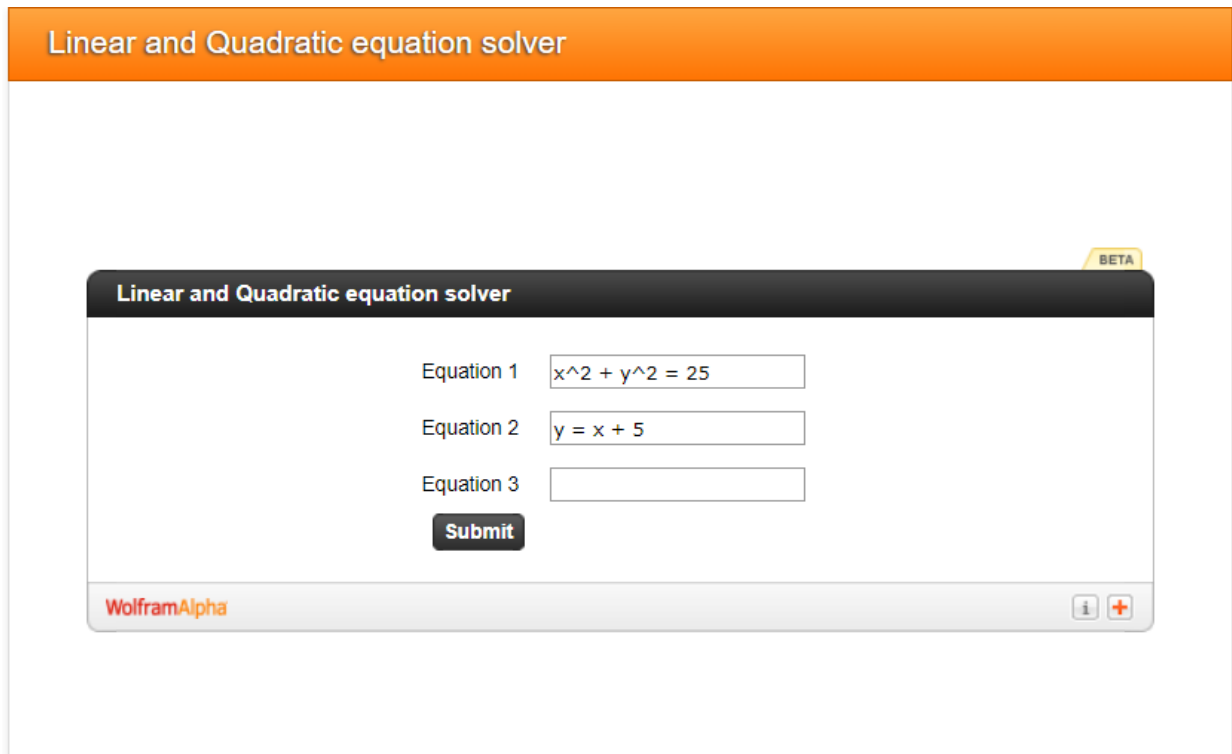 Linear and Quadratic equation solver
BETA
Linear and Quadratic equation solver
Equation 1 x^2 + y^2 = 25
Equation 2 y = x + 5
Equation 3
Submit
WolframAlpha i